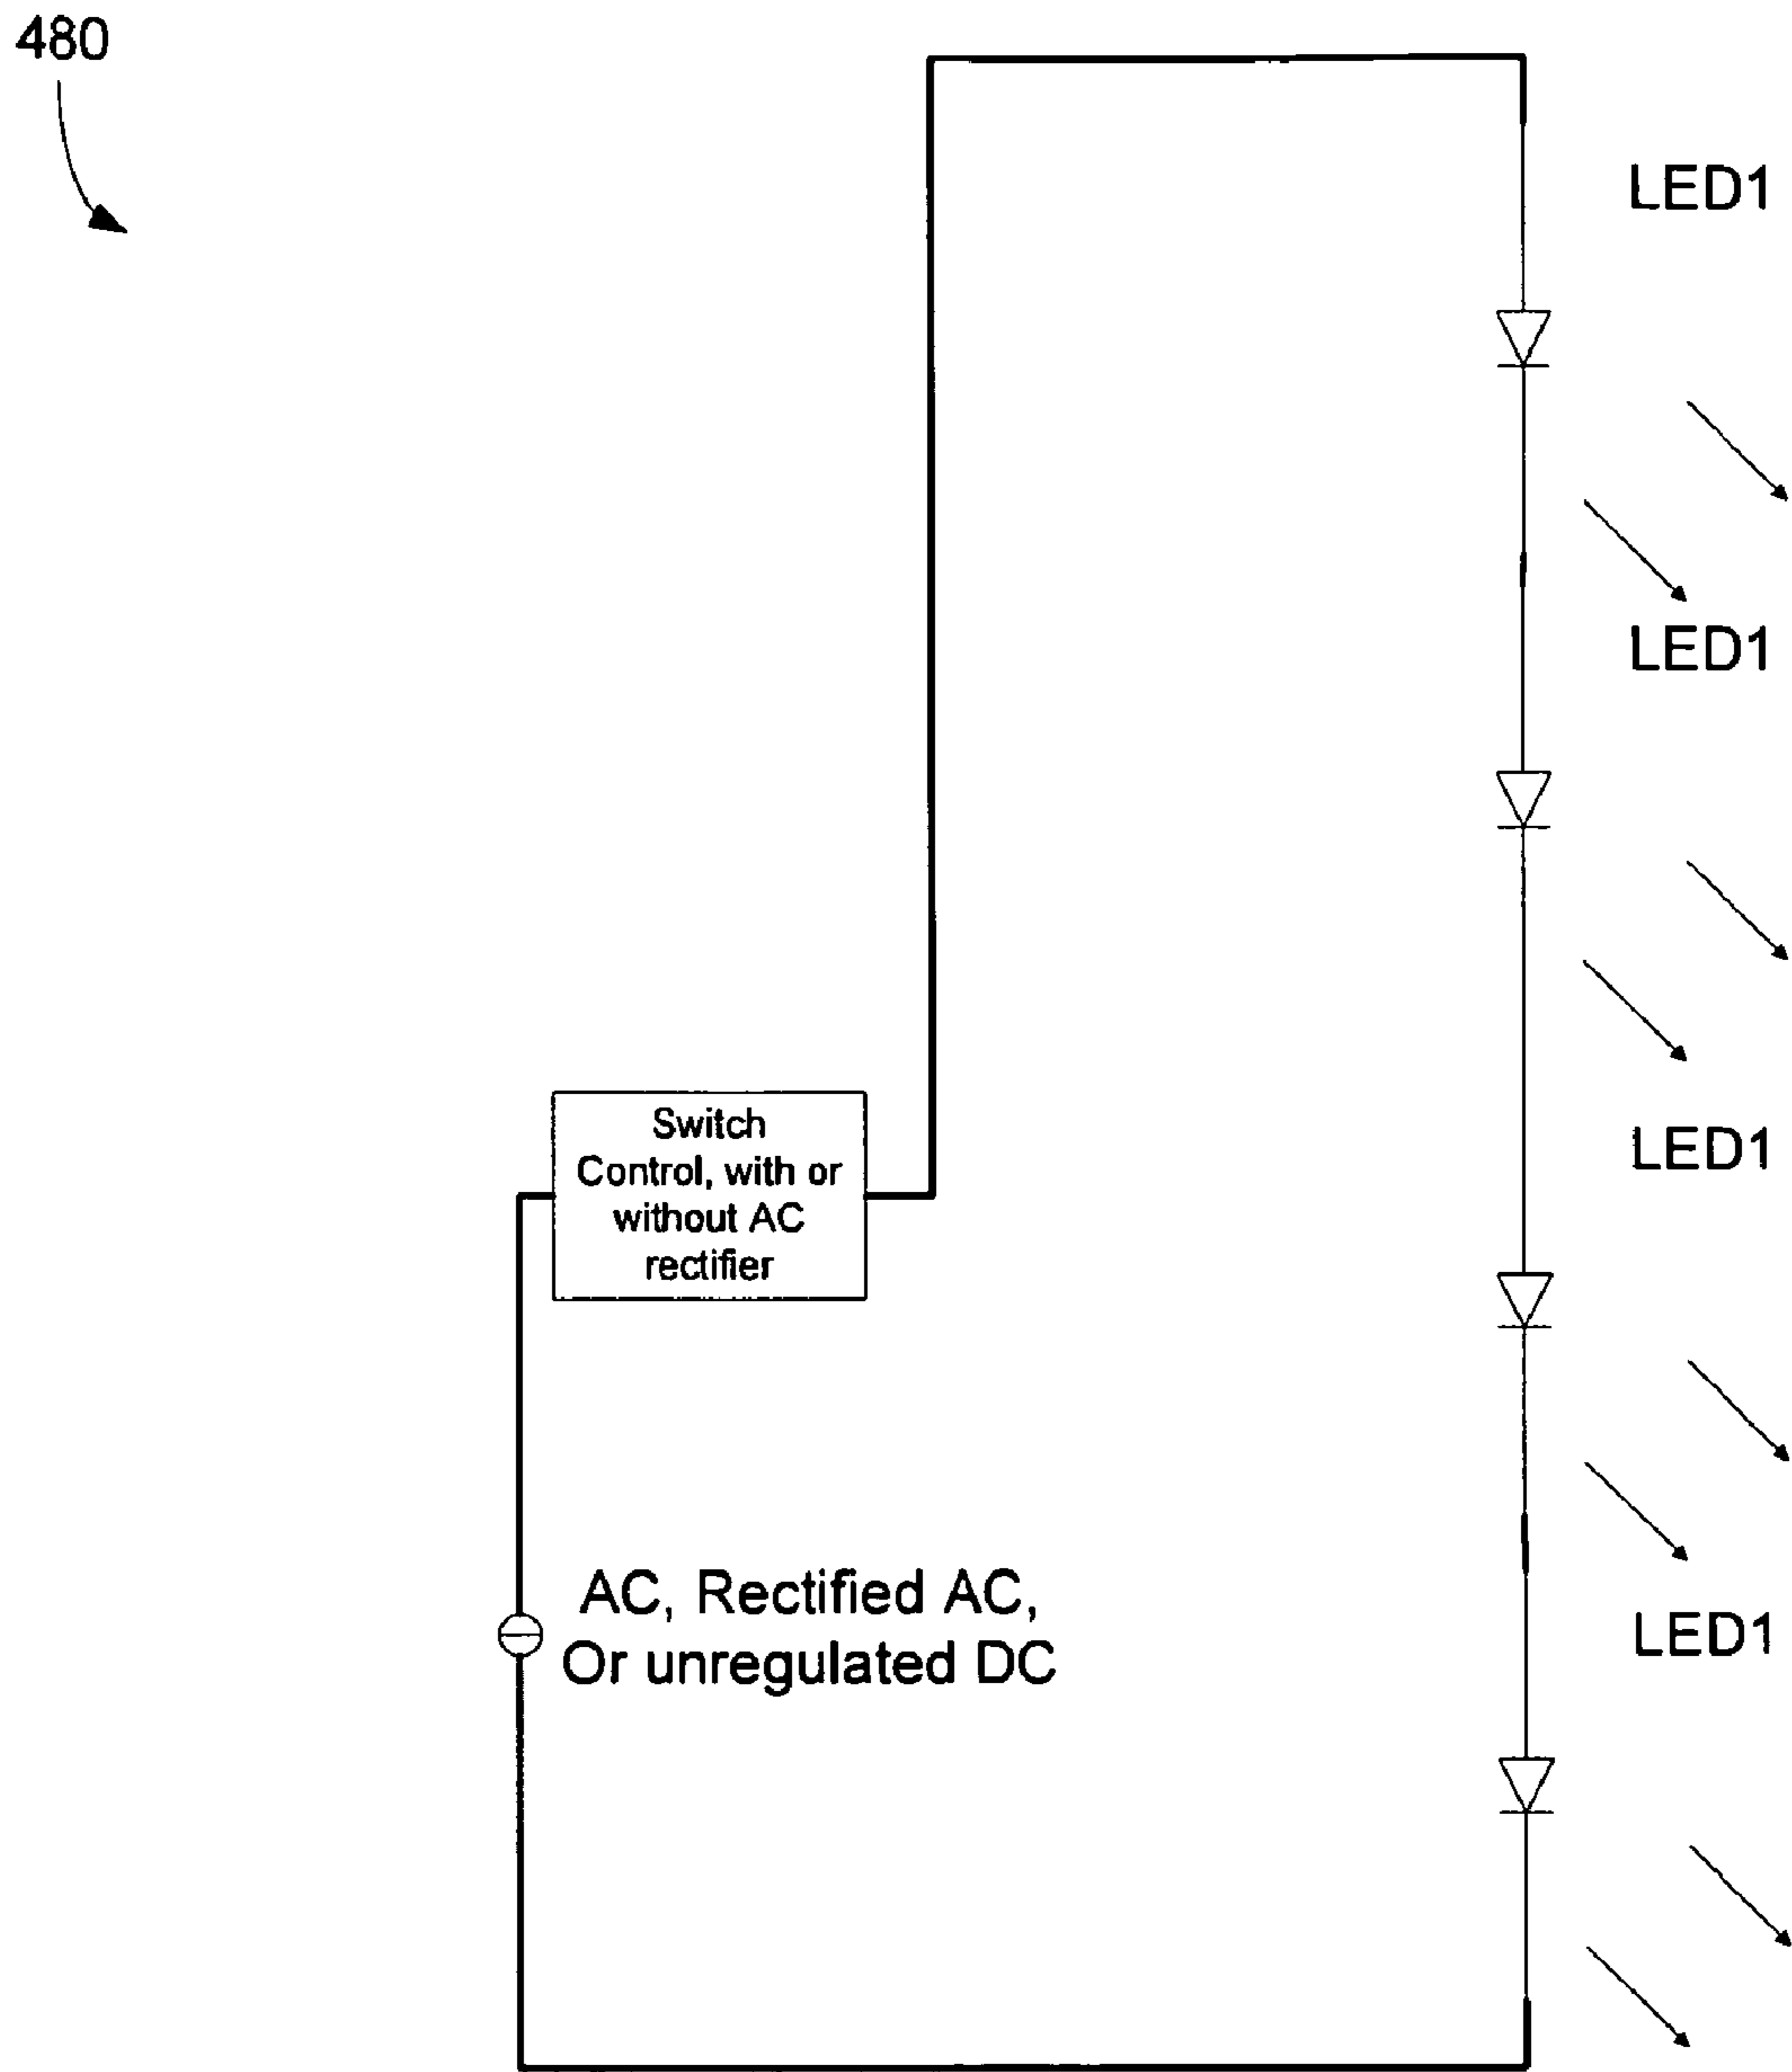 480
LED1
LED1
Switch
Control, with or
without AC
rectifier
LED1
AC, Rectified AC,
Or unregulated DC
LED1